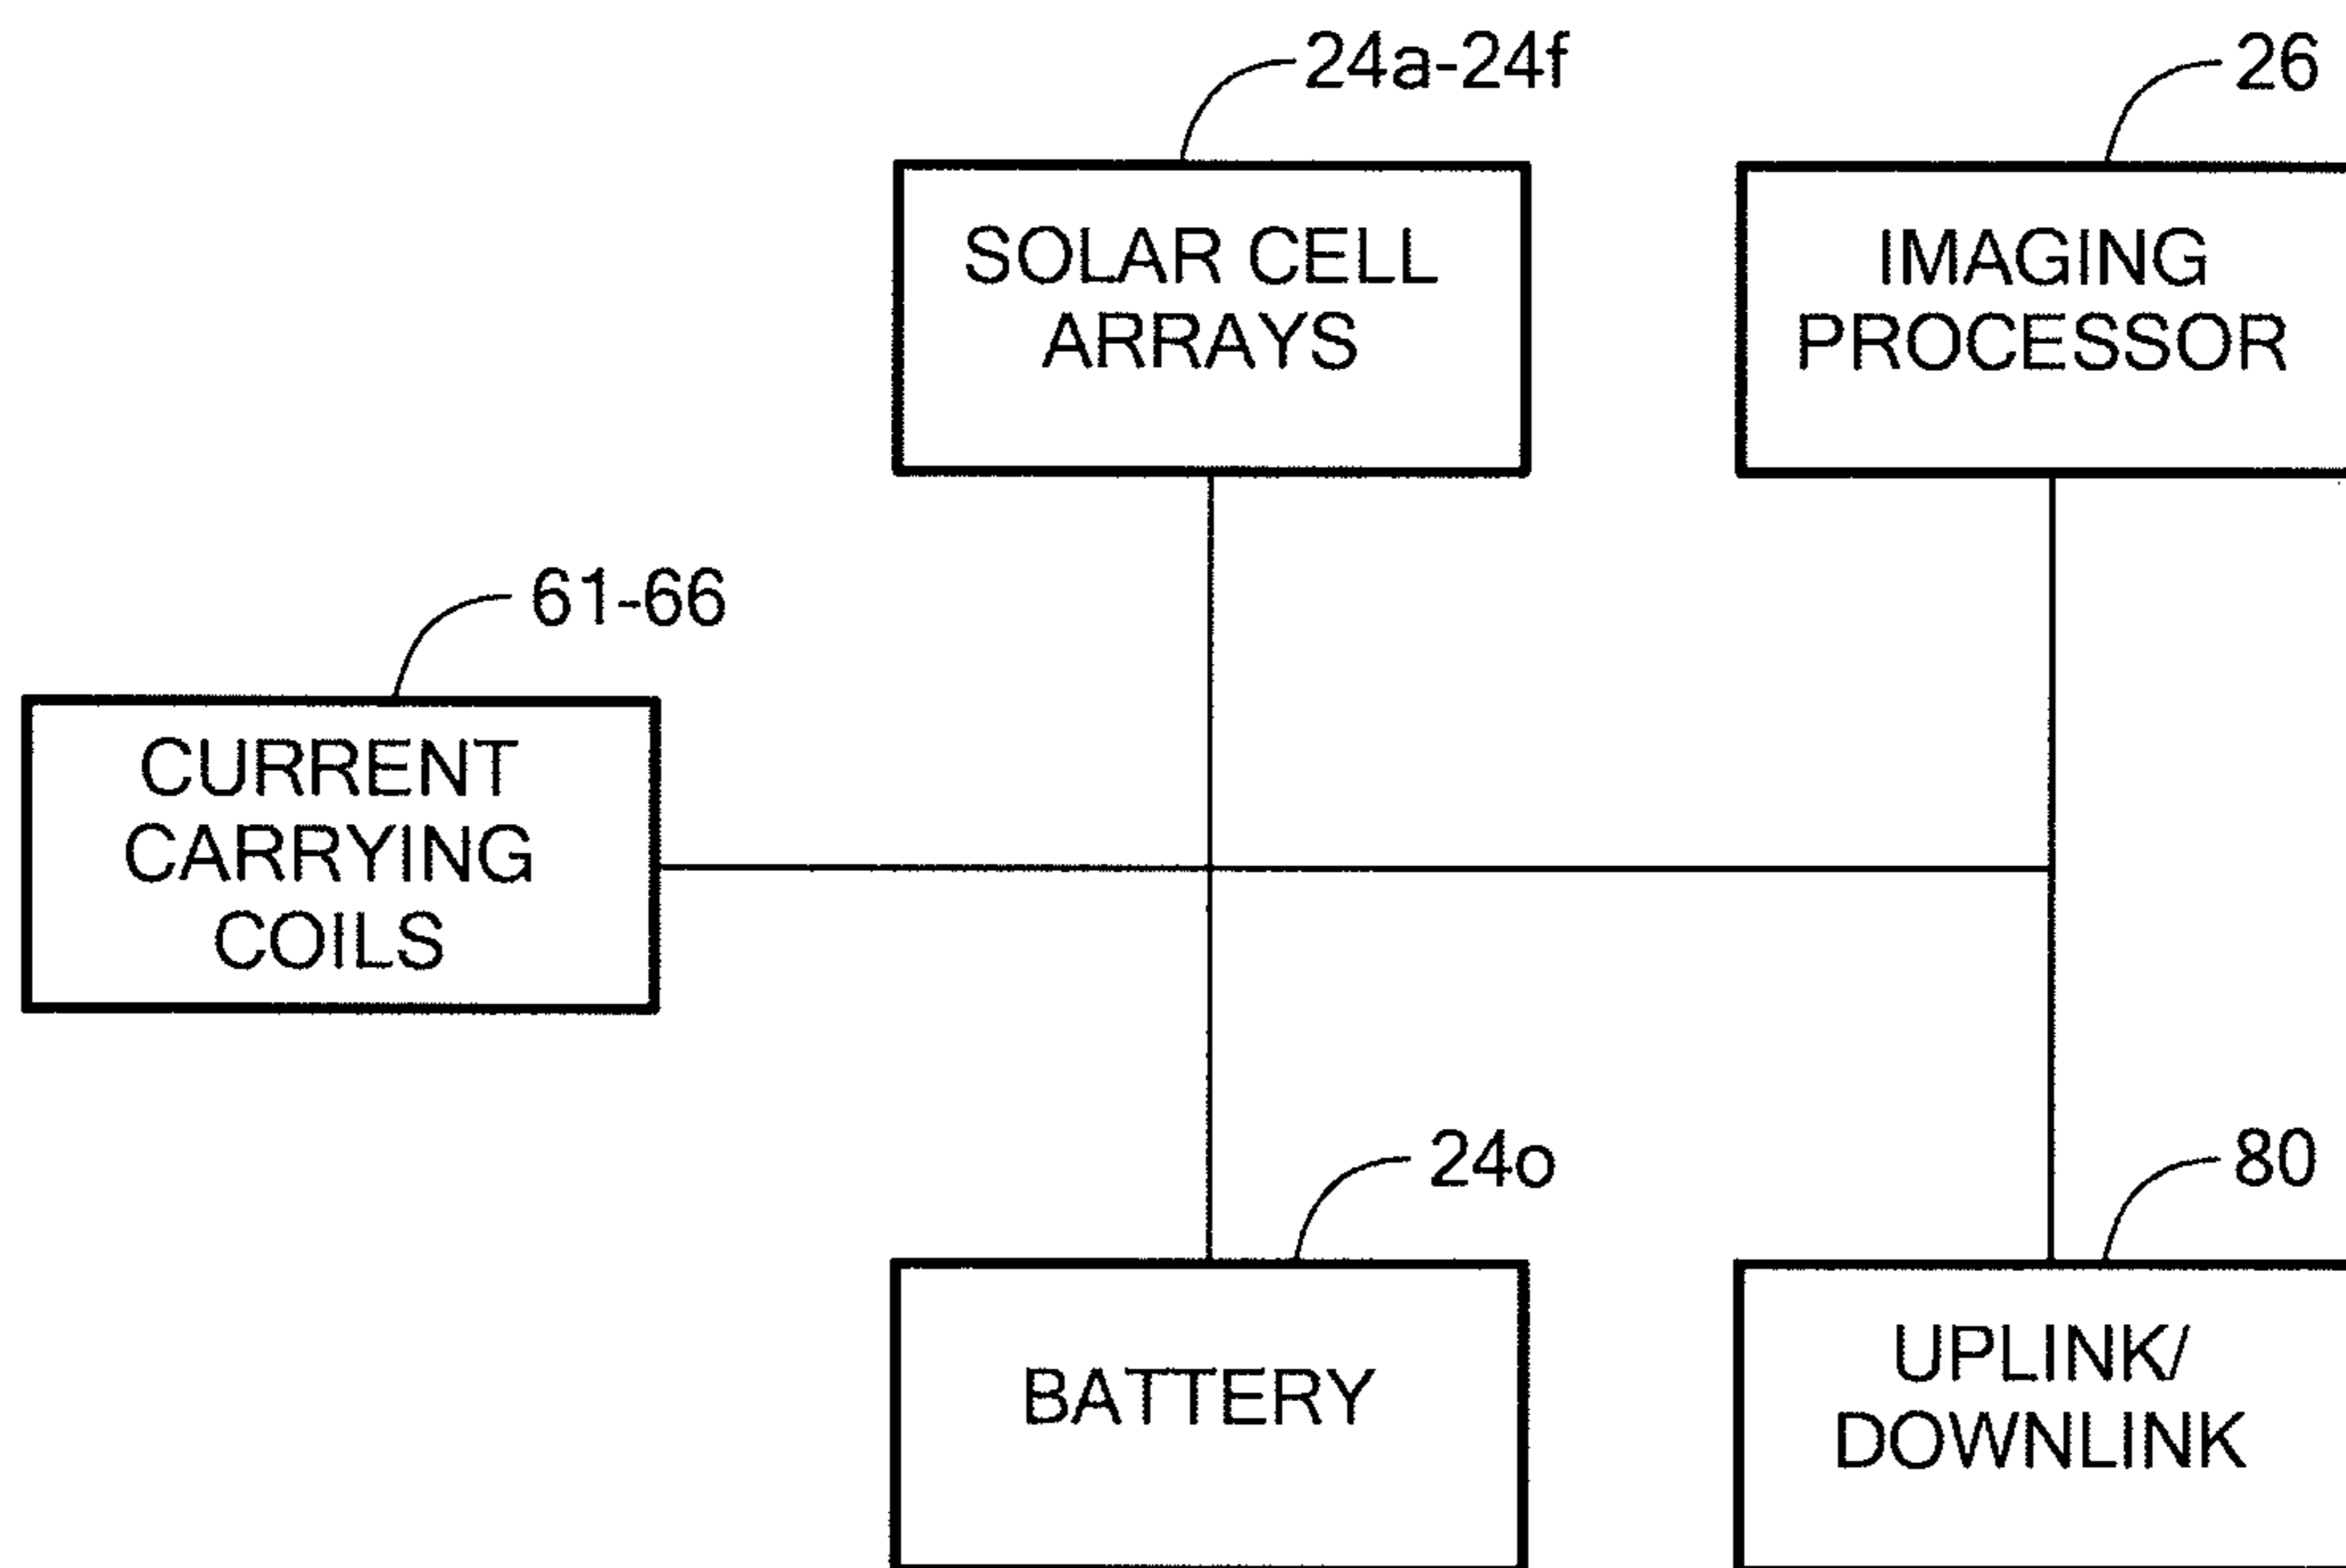 24a-24f
26
SOLAR CELL
ARRAYS
IMAGING
PROCESSOR
61-66
CURRENT
CARRYING
COILS
24o
80
BATTERY
UPLINK/
DOWNLINK